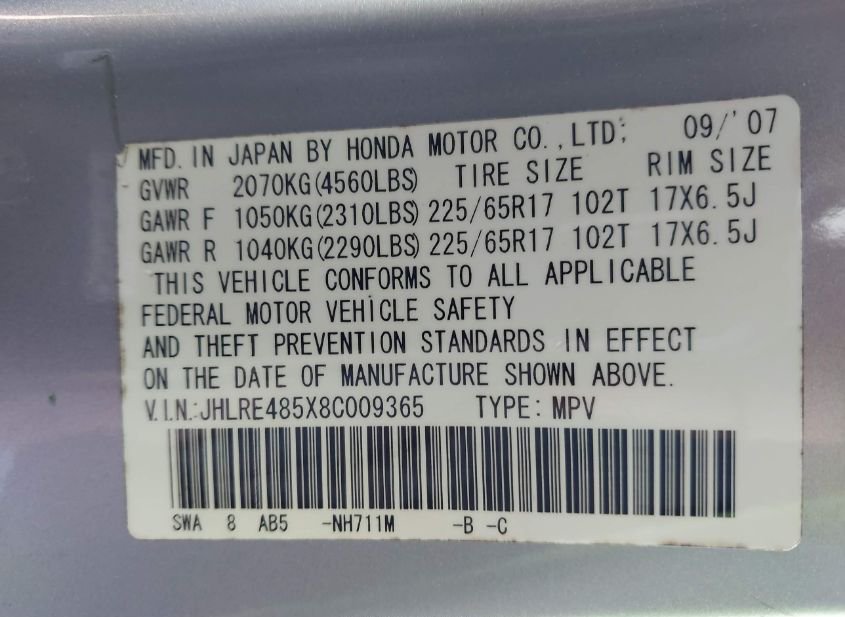 MFD. IN JAPAN BY HONDA MOTOR CO., LTD. 09/'07
GVWR 2070KG(4560LBS) TIRE SIZE RIM SIZE
GAWR F 1050KG(2310LBS) 225/65R17 102T 17X6.5J
GAWR R 1040KG(2290LBS) 225/65R17 102T 17X6.5J
THIS VEHICLE CONFORMS TO ALL APPLICABLE
FEDERAL MOTOR VEHICLE SAFETY
AND THEFT PREVENTION STANDARDS IN EFFECT
ON THE DATE OF MANUFACTURE SHOWN ABOVE.
V.I.N.:JHLRE485X8C009365 TYPE: MPV
SWA 8 AB5 -NH711M -B -C